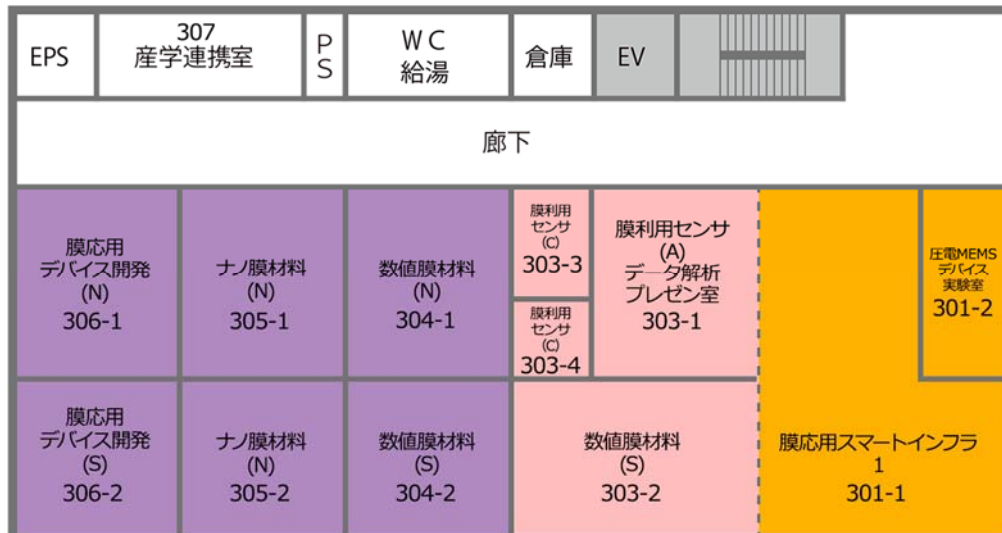 EPS
307
産学連携室
PS
WC
給湯
倉庫
EV
廊下
膜応用
デバイス開発
(N)
306-1
ナノ膜材料
(N)
305-1
数値膜材料
(N)
304-1
膜利用
センサ
(C)
303-3
膜利用
センサ
(C)
303-4
膜利用センサ
(A)
データ解析
プレゼン室
303-1
圧電MEMS
デバイス
実験室
301-2
膜応用
デバイス開発
(S)
306-2
ナノ膜材料
(N)
305-2
数値膜材料
(S)
304-2
数値膜材料
(S)
303-2
膜応用スマートインフラ
1
301-1